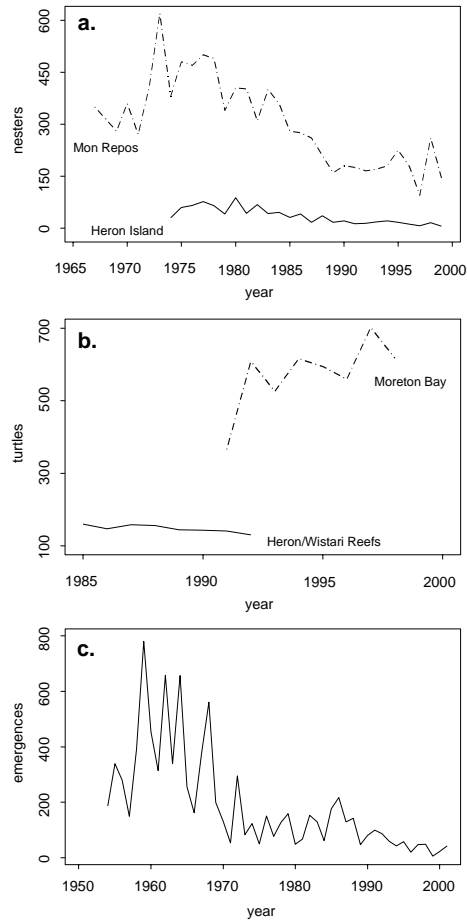 a.
600
450
300
150
0
nesters
Mon Repos
Heron Island
1965 1970 1975 1980 1985 1990 1995 2000
year
b.
700
500
300
100
turtles
Moreton Bay
Heron/Wistari Reefs
1985 1990 1995 2000
year
c.
800
600
400
200
0
emergences
1950 1960 1970 1980 1990 2000
year